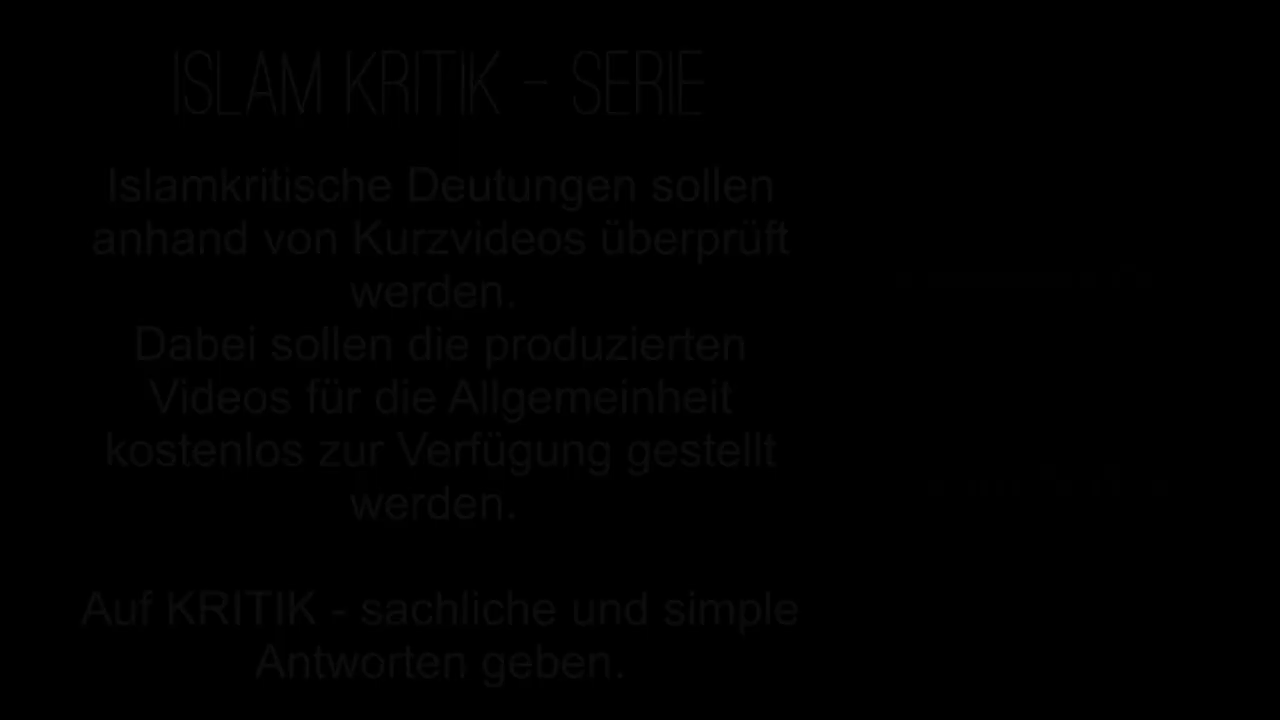 ISLAM KRITIK - SERIE
Islamkritische Deutungen sollen
anhand von Kurzvideos überprüft
werden.
Dabei sollen die produzierten
Videos für die Allgemeinheit
kostenlos zur Verfügung gestellt
werden.
Auf KRITIK - sachliche und simple
Antworten geben.